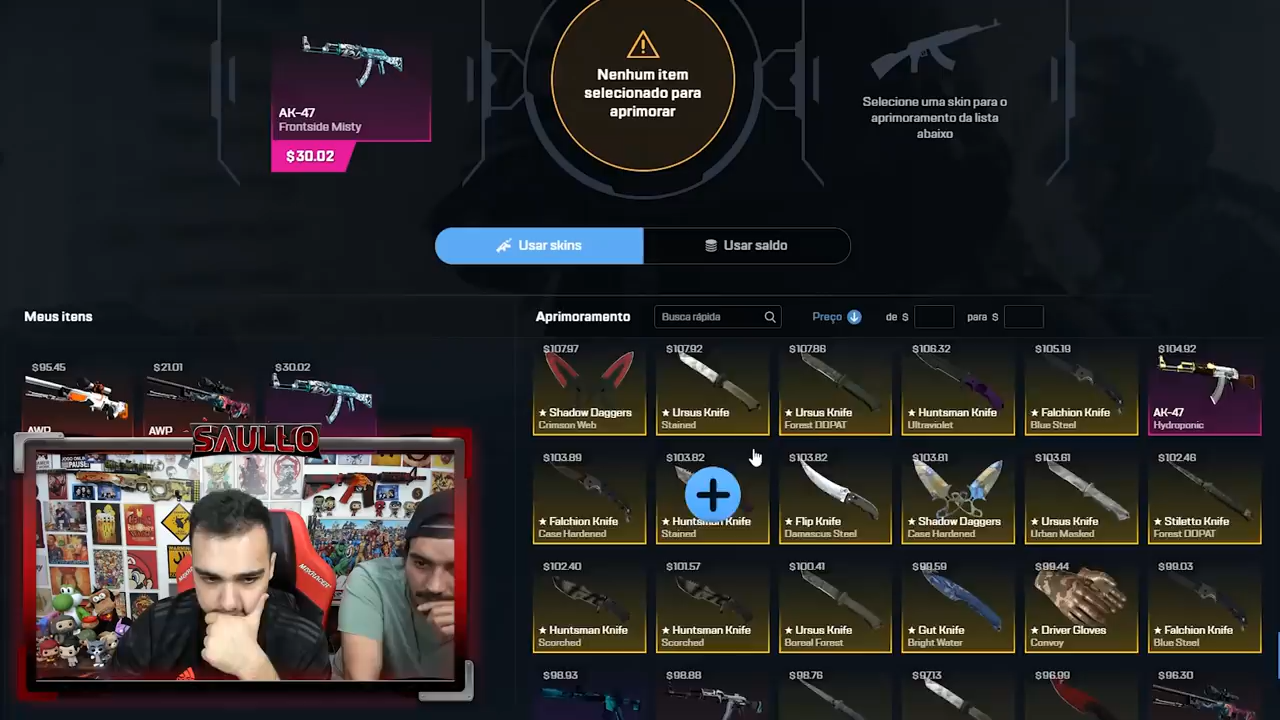 Nenhum item
selecionado para
aprimorar
AK-47
Frontside Misty
$30.02
Selecione uma skin para o
aprimoramento da lista
abaixo
Usar skins
Usar saldo
Meus itens
Aprimoramento
Busca rápida
Preço
de $
para $
$95.45
$21.01
$30.02
AWP
AWP
SAULLO
MAXRACER
$107.97
$107.92
$107.86
$106.32
$105.19
$104.92
★ Shadow Daggers
Crimson Web
★ Ursus Knife
Stained
★ Ursus Knife
Forest DDPAT
★ Huntsman Knife
Ultraviolet
★ Falchion Knife
Blue Steel
AK-47
Hydroponic
$103.89
$103.82
$103.82
$103.81
$103.61
$102.46
★ Falchion Knife
Case Hardened
★ Huntsman Knife
Stained
★ Flip Knife
Damascus Steel
★ Shadow Daggers
Case Hardened
★ Ursus Knife
Urban Masked
★ Stiletto Knife
Forest DDPAT
$102.40
$101.57
$100.41
$99.59
$99.44
$99.03
★ Huntsman Knife
Scorched
★ Huntsman Knife
Scorched
★ Ursus Knife
Boreal Forest
★ Gut Knife
Bright Water
★ Driver Gloves
Convoy
★ Falchion Knife
Blue Steel
$98.93
$98.88
$98.76
$97.13
$96.99
$96.30